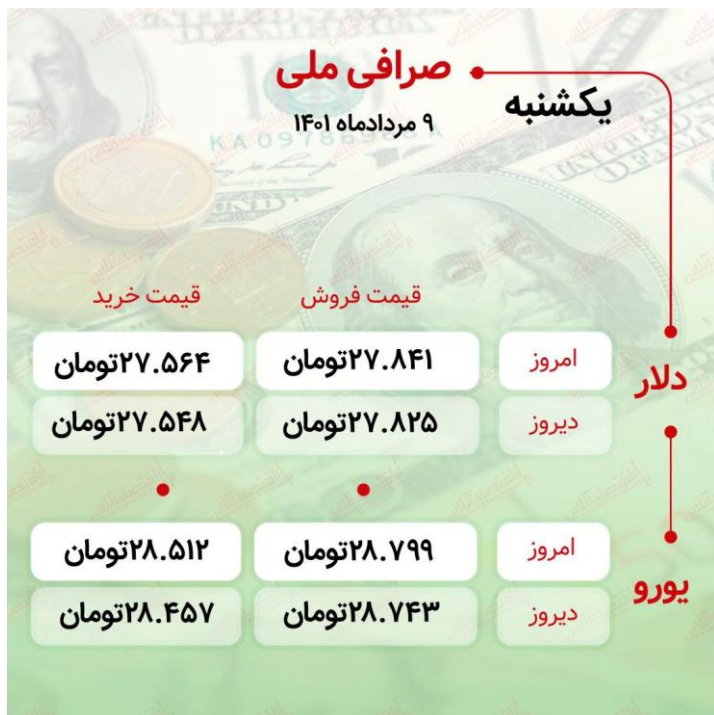 صرافی ملی
یکشنبه
۹ مردادماه ۱۴۰۱
قیمت فروش قیمت خرید
دلار
امروز ۲۷.۸۴۱تومان ۲۷.۵۶۴تومان
دیروز ۲۷.۸۲۵تومان ۲۷.۵۴۸تومان
یورو
امروز ۲۸.۷۹۹تومان ۲۸.۵۱۲تومان
دیروز ۲۸.۷۴۳تومان ۲۸.۴۵۷تومان